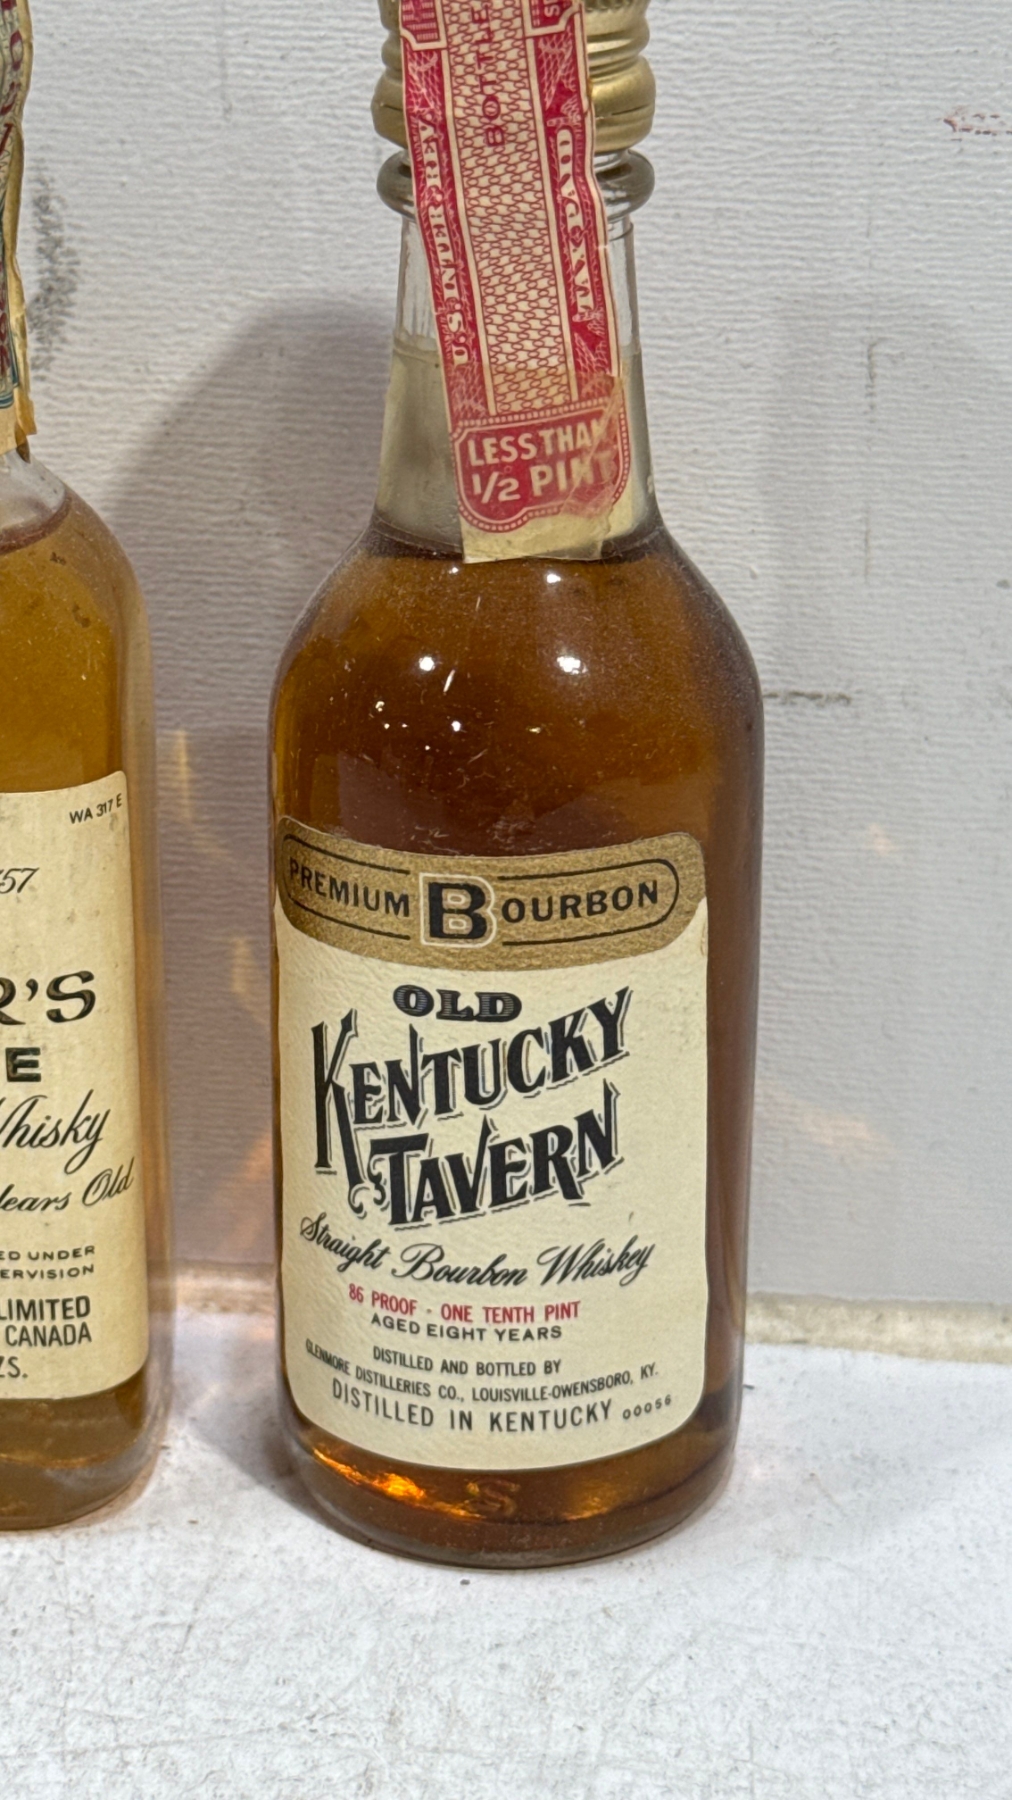 BOTTLE
U.S. INTER. REV.
TAX PAID
LESS THAN
1/2 PINT
WA 317 E
R'S
E
Whisky
Years Old
ED UNDER
ERVISION
LIMITED
CANADA
ZS.
PREMIUM BOURBON
OLD
KENTUCKY
TAVERN
Straight Bourbon Whiskey
86 PROOF - ONE TENTH PINT
AGED EIGHT YEARS
DISTILLED AND BOTTLED BY
GLENMORE DISTILLERIES CO., LOUISVILLE-OWENSBORO, KY.
DISTILLED IN KENTUCKY 00056